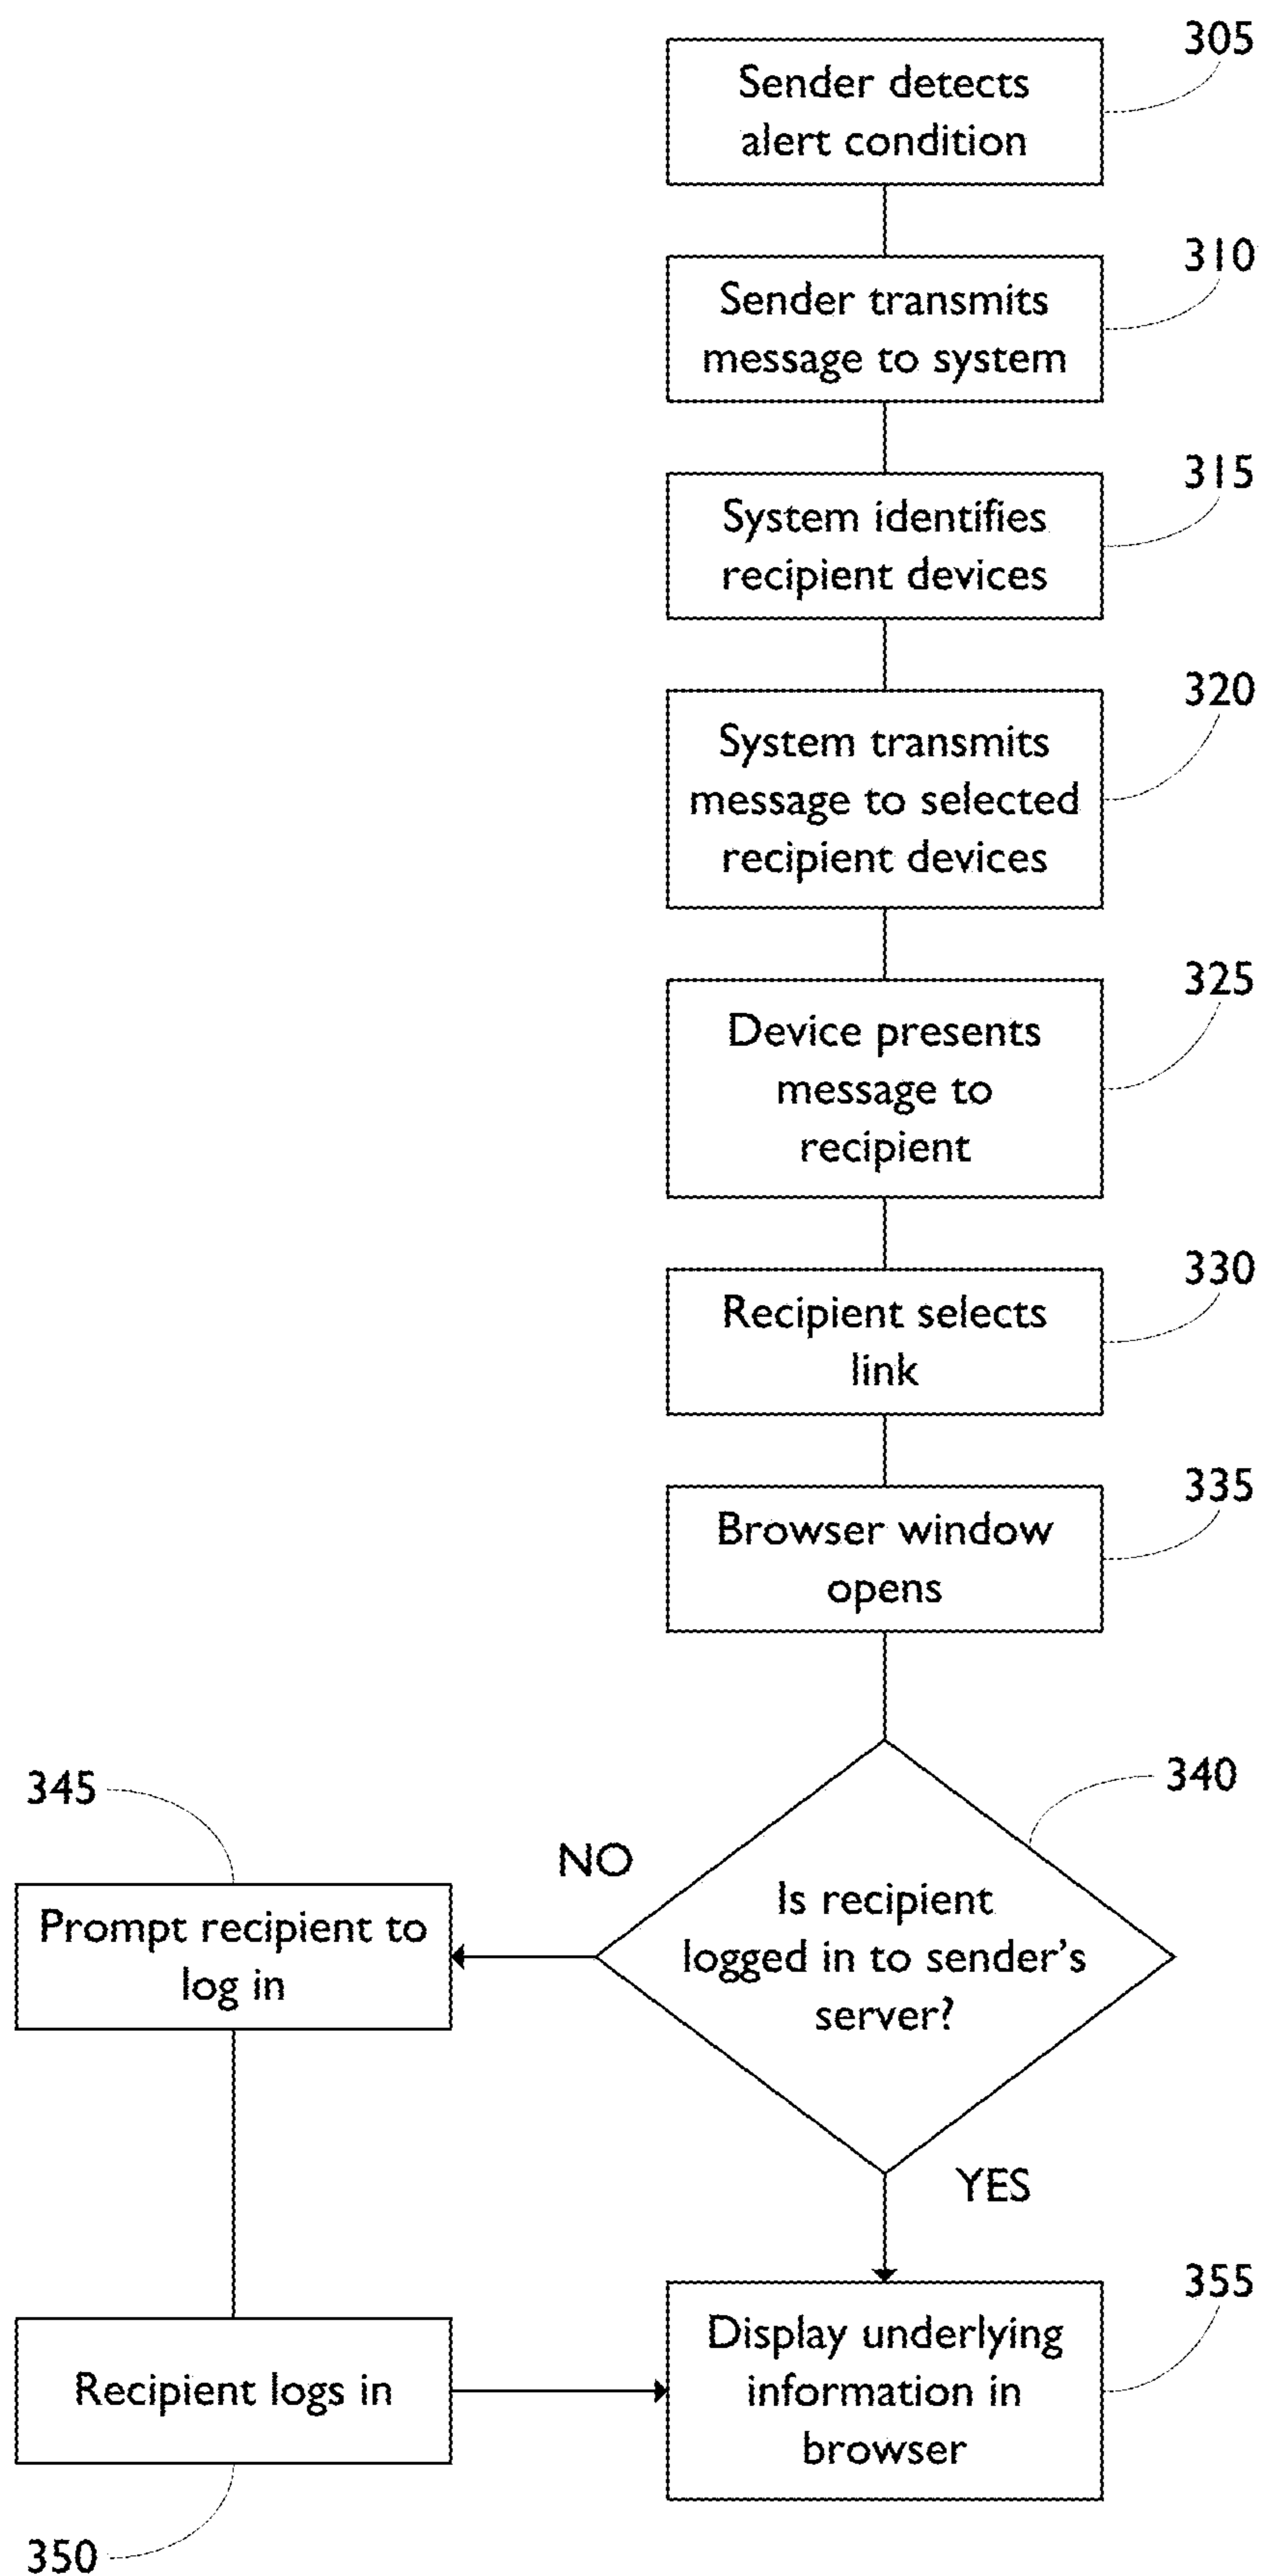 305
Sender detects
alert condition
310
Sender transmits
message to system
315
System identifies
recipient devices
320
System transmits
message to selected
recipient devices
325
Device presents
message to
recipient
330
Recipient selects
link
335
Browser window
opens
340
Is recipient
logged in to sender's
server?
NO
345
Prompt recipient to
log in
YES
350
Recipient logs in
355
Display underlying
information in
browser